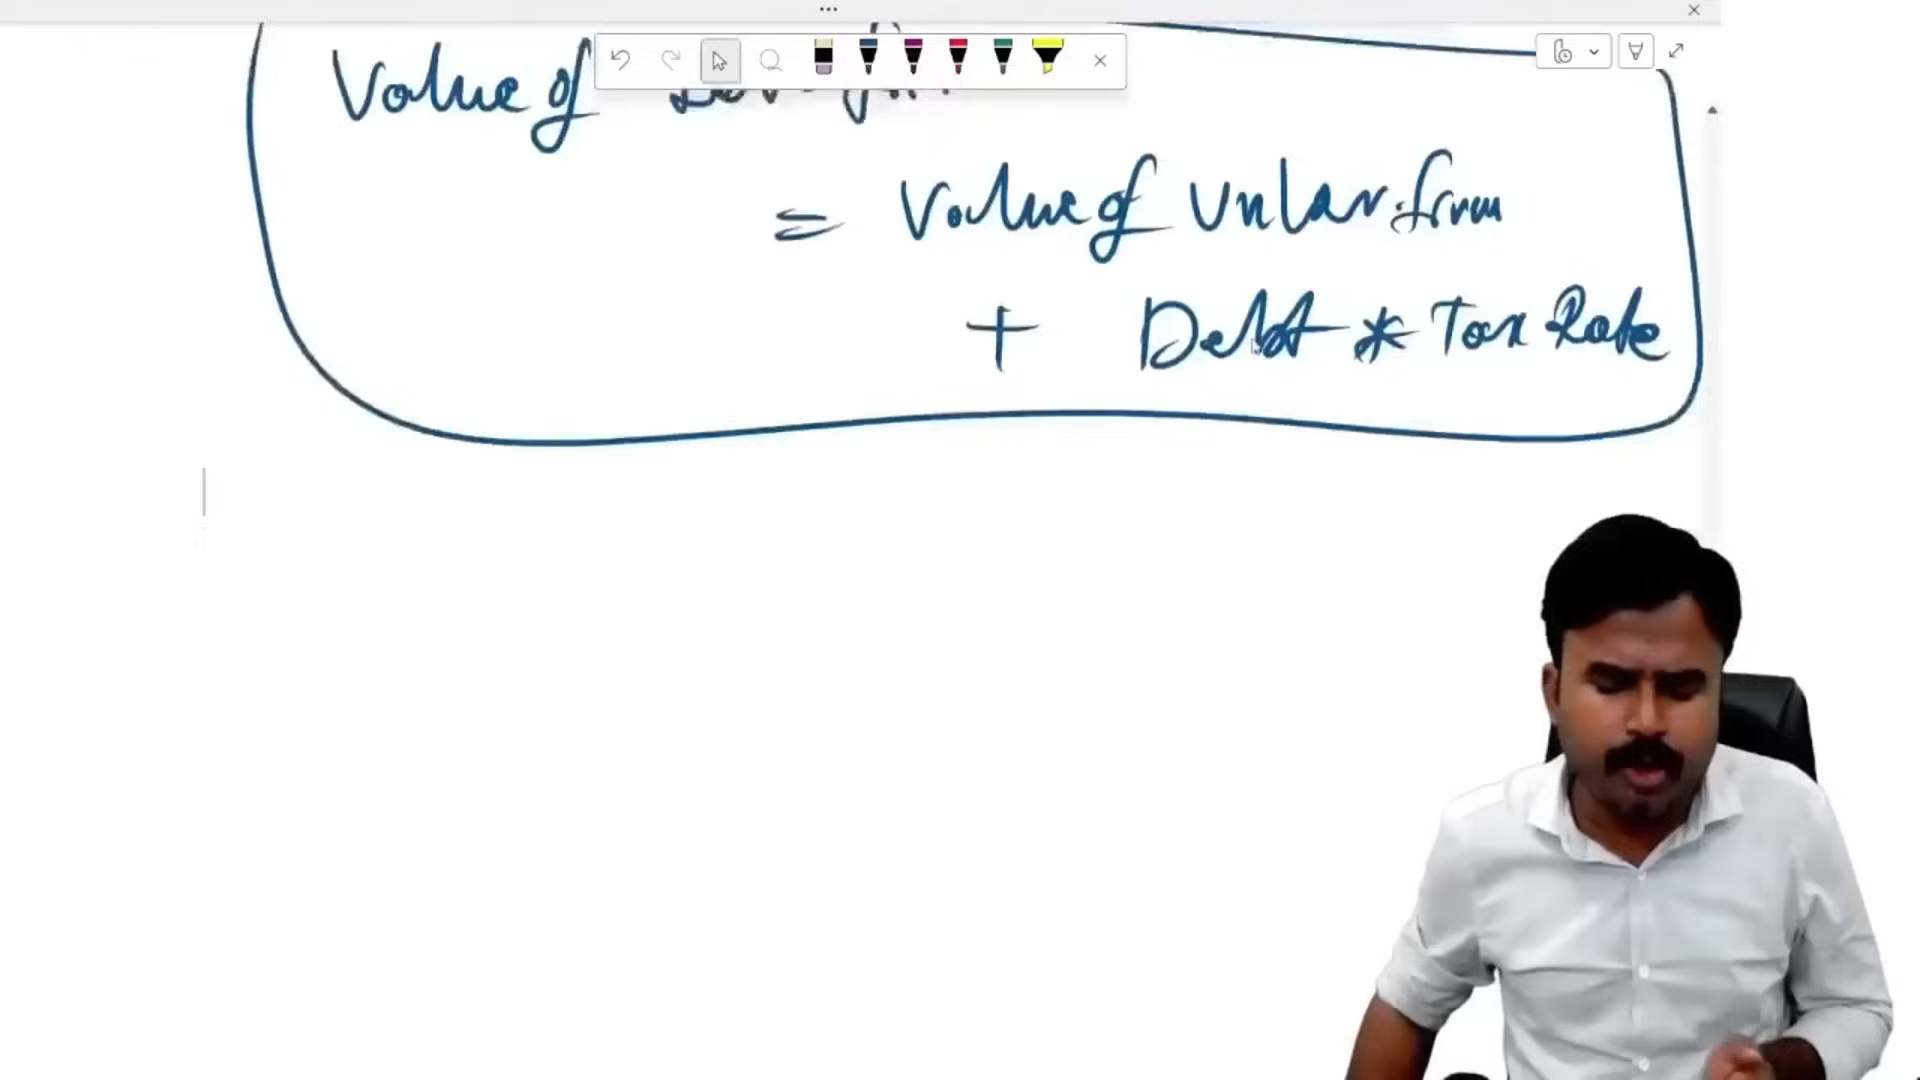 Value of
= Value of Unlev. firm
+ Debt * Tax Rate